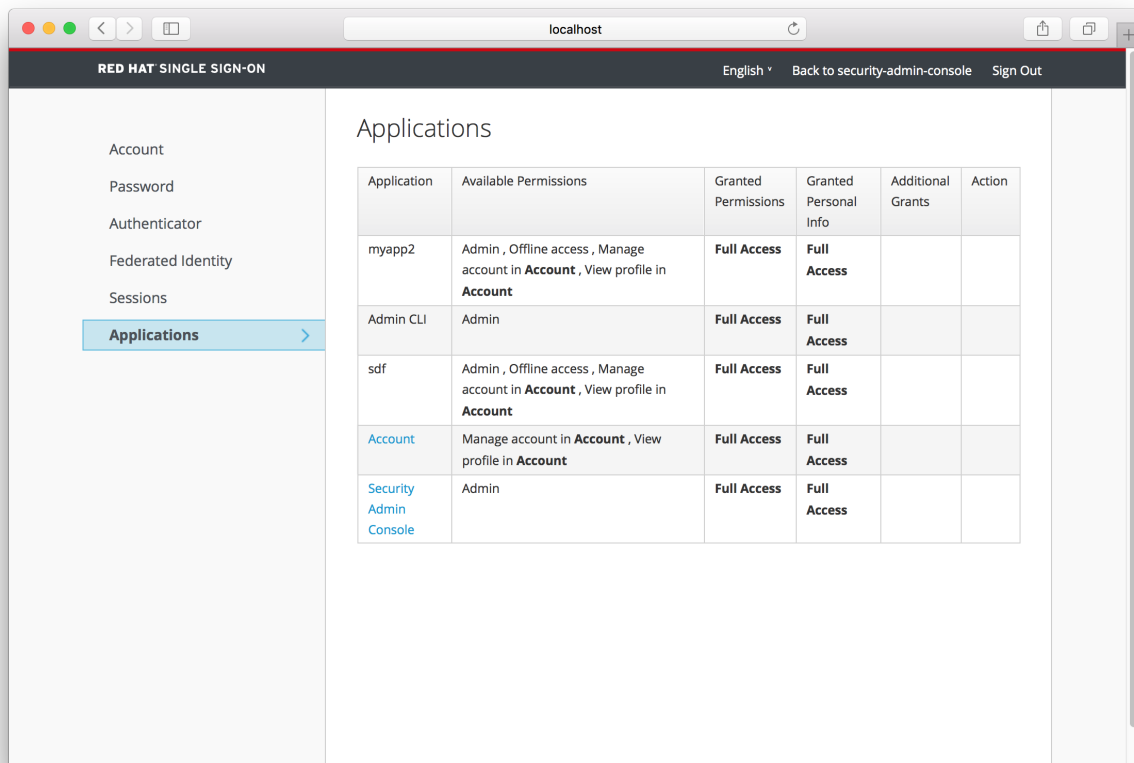 localhost
RED HAT SINGLE SIGN-ON
English Back to security-admin-console Sign Out
Account
Password
Authenticator
Federated Identity
Sessions
Applications
Applications
Application Available Permissions Granted Permissions Granted Personal Info Additional Grants Action
myapp2 Admin , Offline access , Manage account in Account , View profile in Account Full Access Full Access
Admin CLI Admin Full Access Full Access
sdf Admin , Offline access , Manage account in Account , View profile in Account Full Access Full Access
Account Manage account in Account , View profile in Account Full Access Full Access
Security Admin Console Admin Full Access Full Access